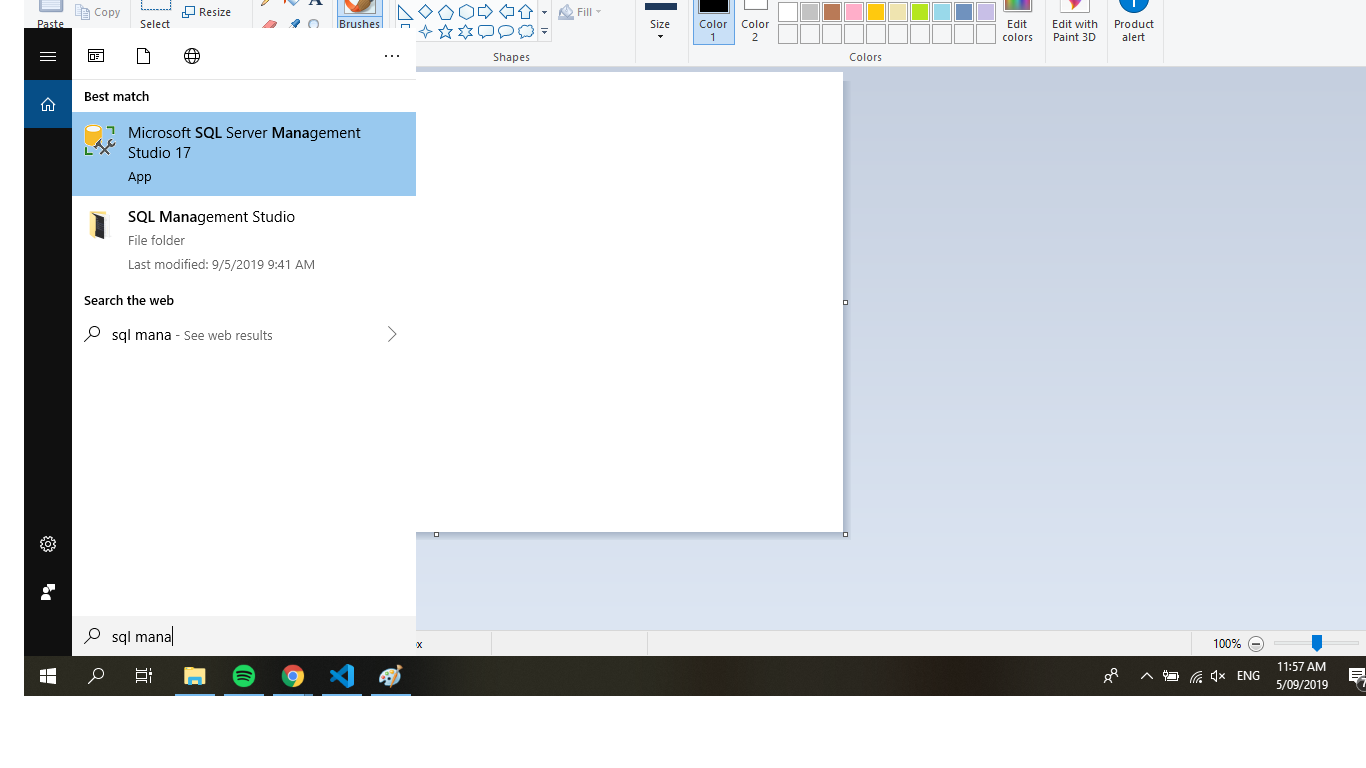 Paste
Copy
Select
Resize
A
Brushes
Fill
Shapes
Size
Color
1
Color
2
Edit
colors
Colors
Edit with
Paint 3D
Product
alert
Best match
Microsoft SQL Server Management
Studio 17
App
SQL Management Studio
File folder
Last modified: 9/5/2019 9:41 AM
Search the web
sql mana - See web results
sql mana
100%
ENG
11:57 AM
5/09/2019